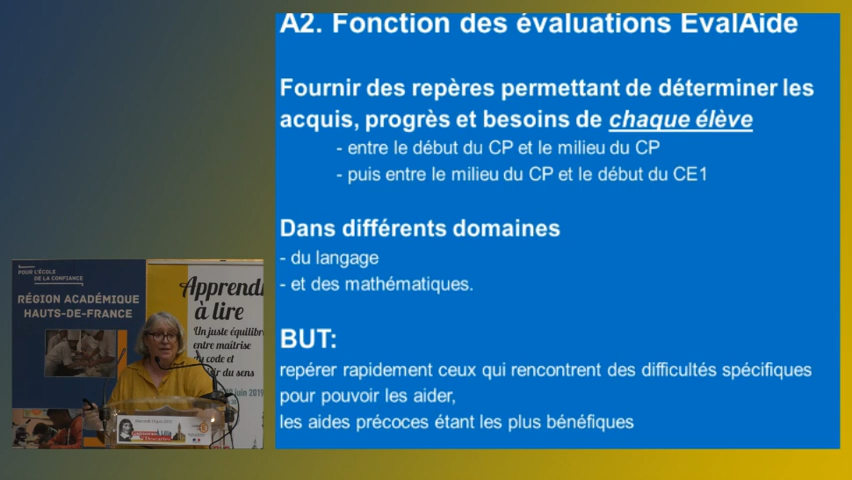 A2. Fonction des évaluations EvalAide
Fournir des repères permettant de déterminer les
acquis, progrès et besoins de chaque élève
- entre le début du CP et le milieu du CP
- puis entre le milieu du CP et le début du CE1
Dans différents domaines
- du langage
- et des mathématiques.
BUT:
repérer rapidement ceux qui rencontrent des difficultés spécifiques
pour pouvoir les aider,
les aides précoces étant les plus bénéfiques
POUR L'ÉCOLE
DE LA CONFIANCE
RÉGION ACADÉMIQUE
HAUTS-DE-FRANCE
à lire
Un juste
entre maîtrise
code et
du sens
juin 2019